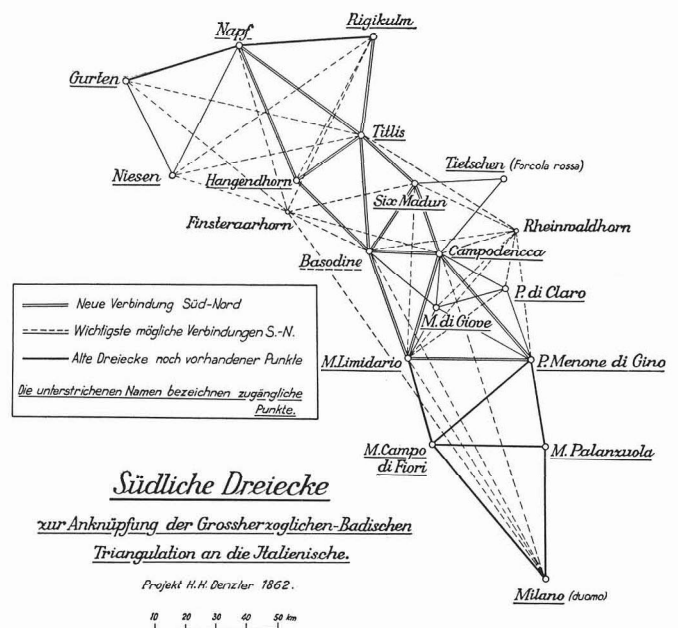 Rigikulm
Napf
Gurten
Titlis
Tietschen (Forcola rossa)
Niesen
Hangendhorn
Six Madun
Finsteraarhorn
Rheinwaldhorn
Basodine
Campodencca
P. di Claro
M. di Giove
Neue Verbindung Süd-Nord
Wichtigste mögliche Verbindungen S.-N.
Alte Dreiecke noch vorhandener Punkte
Die unterstrichenen Namen bezeichnen zugängliche
Punkte.
M. Limidario
P. Menone di Gino
M. Campo
di Fiori
M. Palanzuola
Südliche Dreiecke
zur Anknüpfung der Grossherzoglichen-Badischen
Triangulation an die Italienische.
Projekt H.H. Denzler 1862.
Milano (duomo)
10 20 30 40 50 km